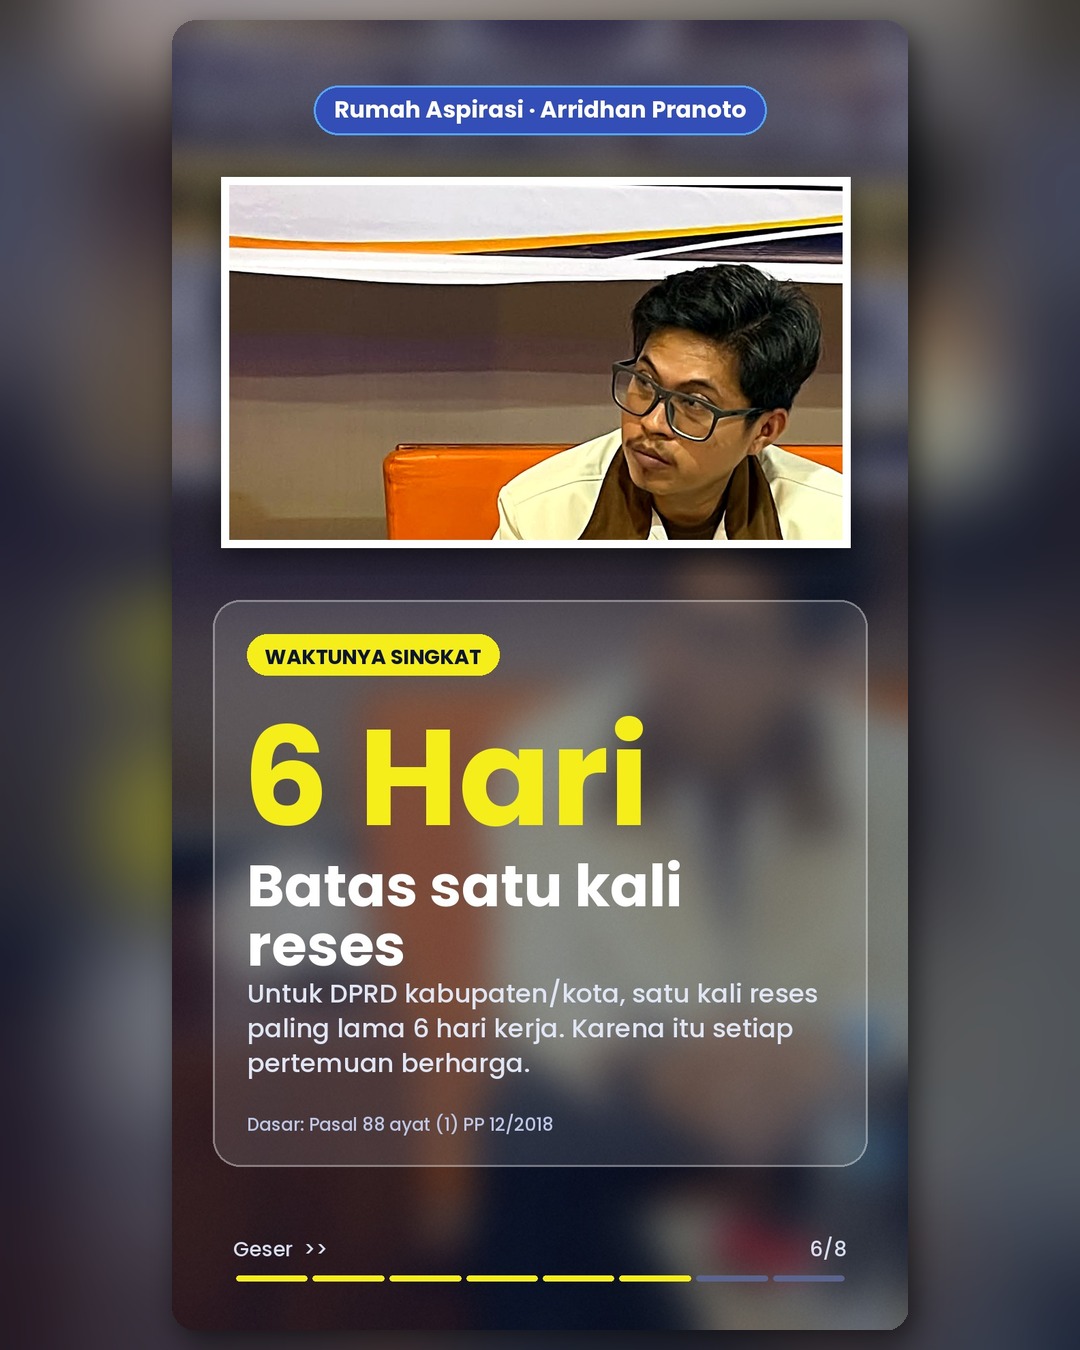 Rumah Aspirasi · Arridhan Pranoto
WAKTUNYA SINGKAT
6 Hari
Batas satu kali
reses
Untuk DPRD kabupaten/kota, satu kali reses
paling lama 6 hari kerja. Karena itu setiap
pertemuan berharga.
Dasar: Pasal 88 ayat (1) PP 12/2018
Geser >>
6/8